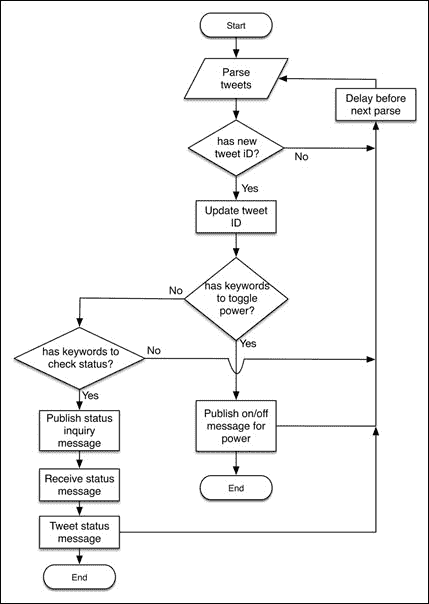 Start
Parse
tweets
Delay before
next parse
has new
tweet iD?
No
Yes
Update tweet
ID
No
has keywords
to toggle
power?
has keywords to
check status?
No
Yes
Yes
Publish status
inquiry
message
Publish on/off
message for
power
Receive status
message
End
Tweet status
message
End